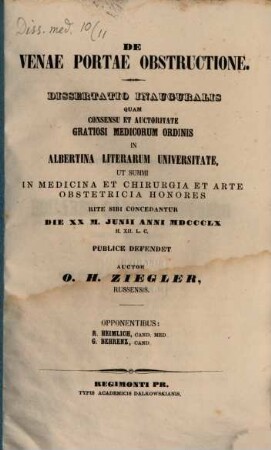 Diss. med. 10/11
DE
VENAE PORTAE OBSTRUCTIONE.
DISSERTATIO INAUGURALIS
QUAM
CONSENSU ET AUCTORITATE
GRATIOSI MEDICORUM ORDINIS
IN
ALBERTINA LITERARUM UNIVERSITATE,
UT SUMMI
IN MEDICINA ET CHIRURGIA ET ARTE
OBSTETRICIA HONORES
RITE SIBI CONCEDANTUR
DIE XX M. JUNII ANNI MDCCCLX
H. XII. L. C.
PUBLICE DEFENDET
AUCTOR
O. H. ZIEGLER,
RUSSENSIS.
OPPONENTIBUS:
R. HEIMLICH, CAND. MED.
G. BEHRENZ, CAND.
REGIMONTI PR.
TYPIS ACADEMICIS DALKOWSKIANIS.